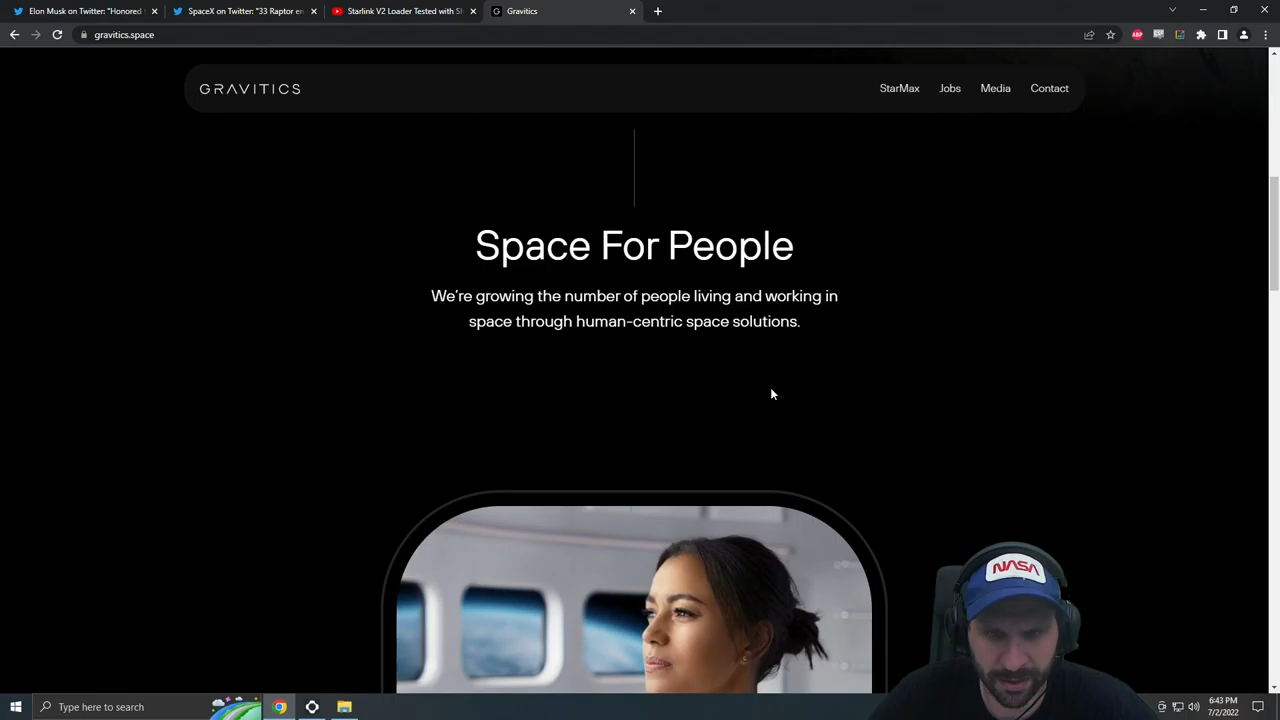 Elon Musk on Twitter: "Honored
SpaceX on Twitter: "33 Raptor en
Starlink V2 Loader Tested with Sh
Gravitics
gravitics.space
ABP
GRAVITICS
StarMax
Jobs
Media
Contact
Space For People
We're growing the number of people living and working in
space through human-centric space solutions.
NASA
Type here to search
6:43 PM
7/2/2022